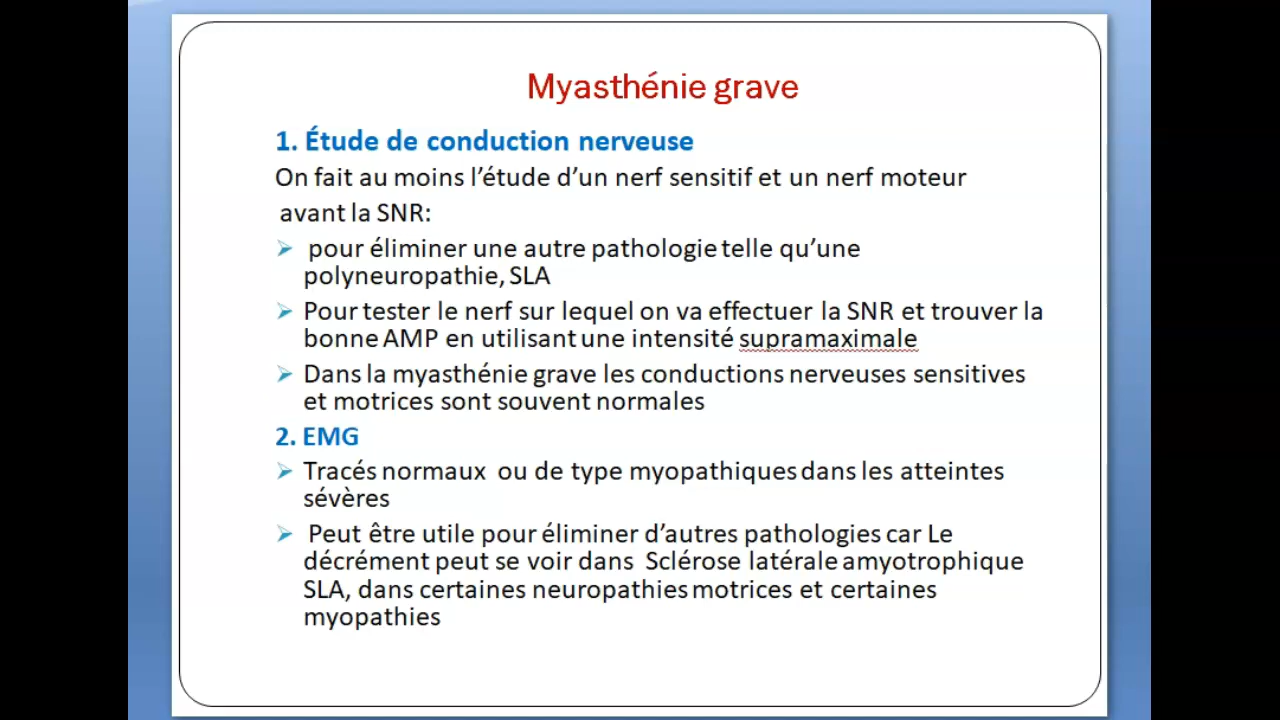 Myasthénie grave
1. Étude de conduction nerveuse
On fait au moins l’étude d’un nerf sensitif et un nerf moteur
avant la SNR:
pour éliminer une autre pathologie telle qu’une
polyneuropathie, SLA
Pour tester le nerf sur lequel on va effectuer la SNR et trouver la
bonne AMP en utilisant une intensité supramaximale
Dans la myasthénie grave les conductions nerveuses sensitives
et motrices sont souvent normales
2. EMG
Tracés normaux ou de type myopathiques dans les atteintes
sévères
Peut être utile pour éliminer d’autres pathologies car Le
décrément peut se voir dans Sclérose latérale amyotrophique
SLA, dans certaines neuropathies motrices et certaines
myopathies